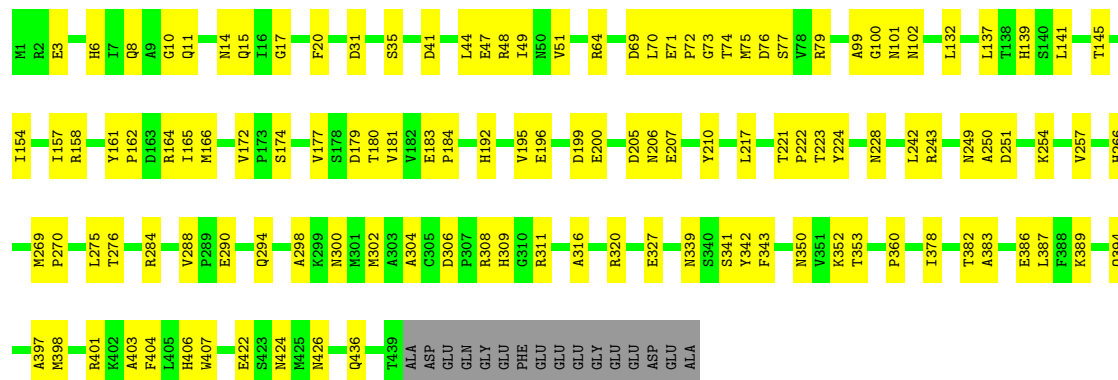 M1 R2 E3 H6 I7 Q8 A9 G10 Q11 N14 Q15 I16 G17 F20 D31 S35 D41 L44 E47 R48 I49 N50 V51 R64 D69 L70 E71 P72 G73 T74 M75 D76 S77 V78 R79 A99 G100 N101 N102 L132 L137 T138 H139 S140 L141 T145
I154 I157 R158 Y161 P162 D163 R164 I165 M166 V172 P173 S174 V177 S178 D179 T180 V181 V182 E183 P184 H192 V195 E196 D199 E200 D205 N206 E207 Y210 L217 T221 P222 T223 Y224 N228 L242 R243 N249 A250 D251 K254 V257 H266
M269 P270 L275 T276 R284 V288 P289 E290 Q294 A298 K299 N300 M301 M302 A303 A304 C305 D306 P307 R308 H309 G310 R311 A316 R320 E327 N339 S340 S341 Y342 F343 N350 V351 K352 T353 P360 I378 T382 A383 E386 L387 F388 K389 Q394
A397 M398 R401 K402 A403 F404 L405 H406 W407 E422 S423 N424 M425 N426 Q436 T439 ALA ASP GLU GLN GLY GLU PHE GLU GLU GLU GLY GLU GLU ASP GLU ALA